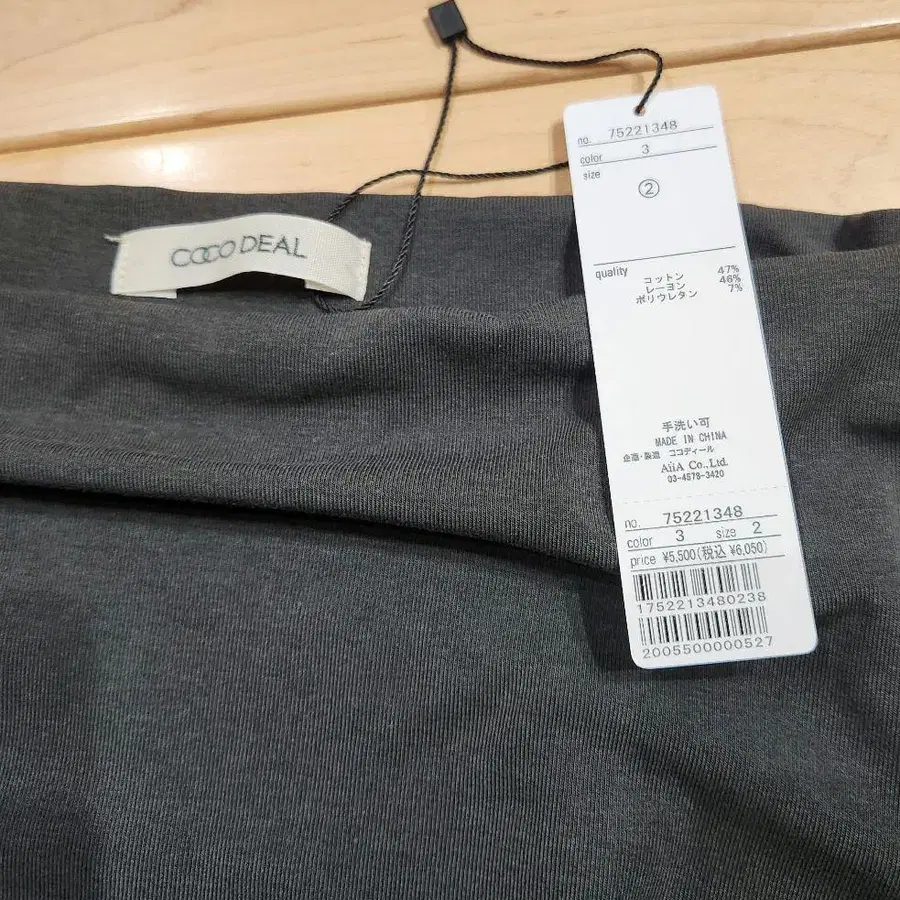 COCO DEAL
no. 75221348
color 3
size
②
quality コットン 47%
レーヨン 46%
ポリウレタン 7%
手洗い可
MADE IN CHINA
企画・製造 ココディール
AiiA Co.,Ltd.
03-4578-3420
no. 75221348
color 3 size 2
price ¥5,500(税込 ¥6,050)
1752213480238
2005500000527